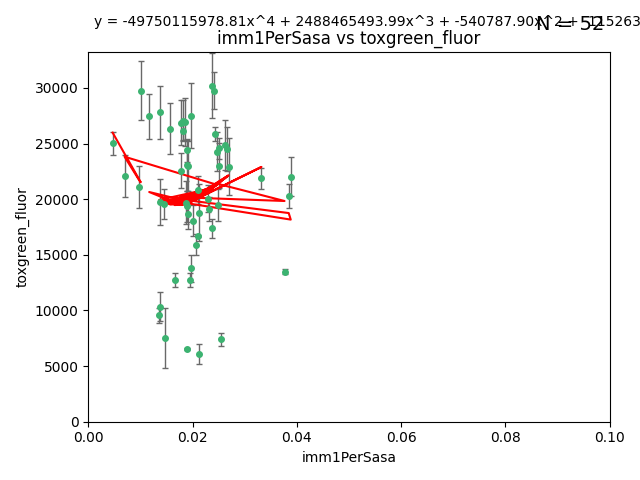 y = -49750115978.81x^4 + 2488465493.99x^3 + -540787.90x^2 +
N = 52
imm1PerSasa vs toxgreen_fluor
toxgreen_fluor
30000
25000
20000
15000
10000
5000
0
0.00 0.02 0.04 0.06 0.08 0.10
imm1PerSasa